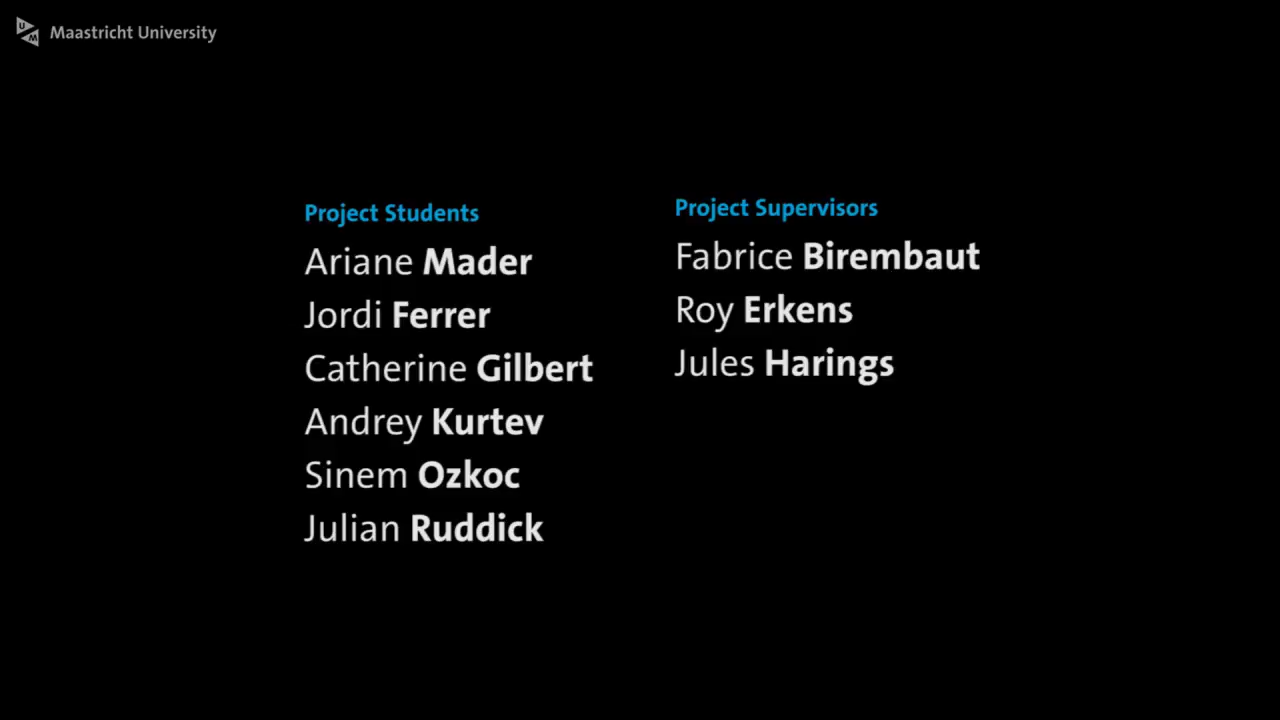 Maastricht University
Project Students
Ariane Mader
Jordi Ferrer
Catherine Gilbert
Andrey Kurtev
Sinem Ozkoc
Julian Ruddick
Project Supervisors
Fabrice Birembaut
Roy Erkens
Jules Harings